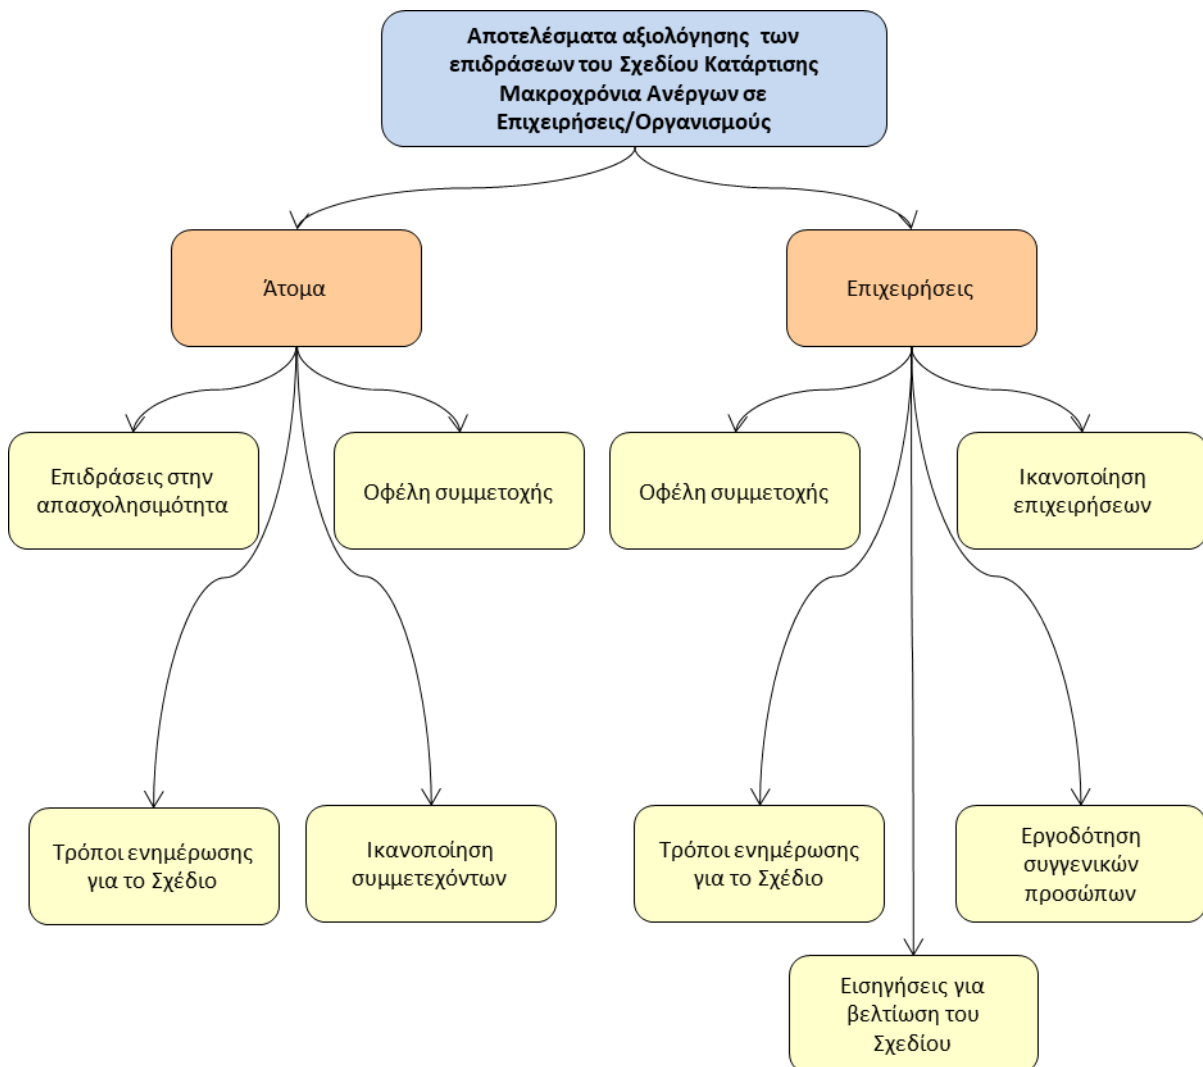 Αποτελέσματα αξιολόγησης των
επιδράσεων του Σχεδίου Κατάρτισης
Μακροχρόνια Ανέργων σε
Επιχειρήσεις/Οργανισμούς
Άτομα
Επιχειρήσεις
Επιδράσεις στην
απασχολησιμότητα
Οφέλη συμμετοχής
Οφέλη συμμετοχής
Ικανοποίηση
επιχειρήσεων
Τρόποι ενημέρωσης
για το Σχέδιο
Ικανοποίηση
συμμετεχόντων
Τρόποι ενημέρωσης
για το Σχέδιο
Εργοδότηση
συγγενικών
προσώπων
Εισηγήσεις για
βελτίωση του
Σχεδίου